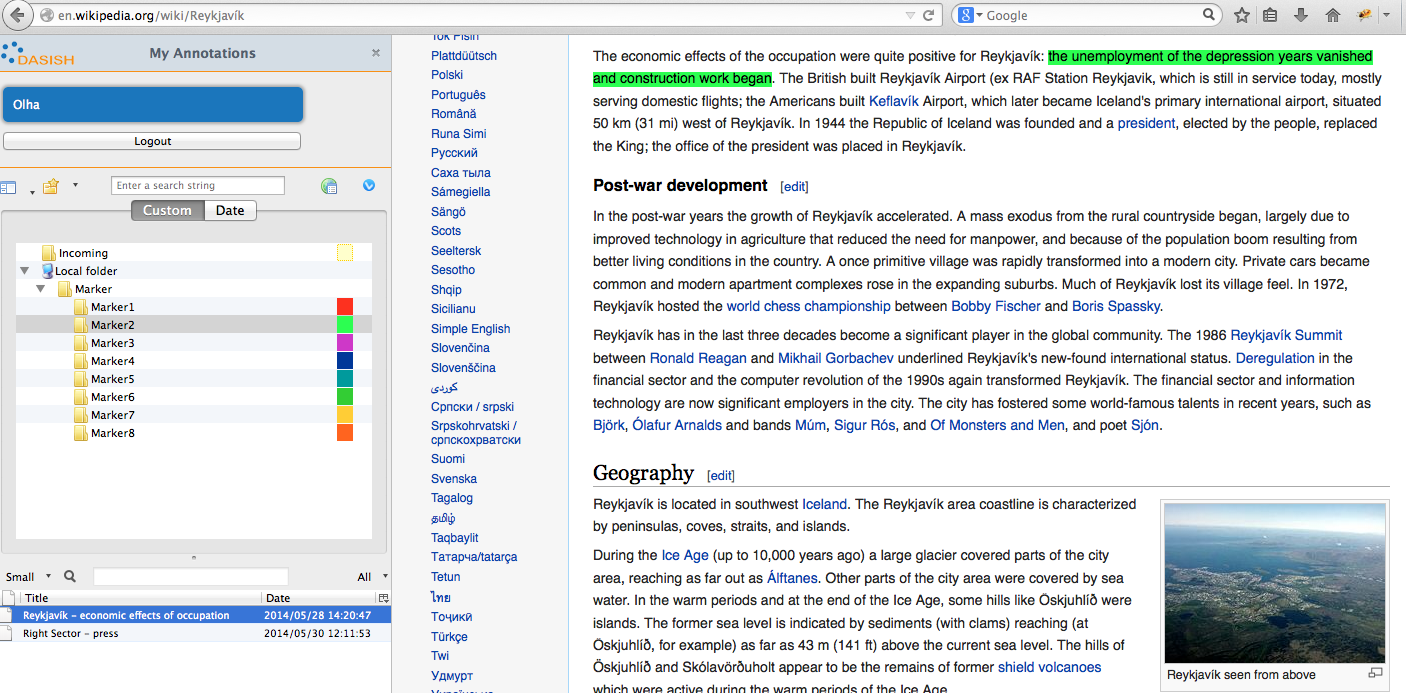 en.wikipedia.org/wiki/Reykjavík
Google
DASISH
My Annotations
Olha
Logout
Enter a search string
Custom
Date
Incoming
Local folder
Marker
Marker1
Marker2
Marker3
Marker4
Marker5
Marker6
Marker7
Marker8
Small
All
Title
Date
Reykjavík – economic effects of occupation 2014/05/28 14:20:47
Right Sector – press 2014/05/30 12:11:53
Tok Pisin
Plattdüütsch
Polski
Português
Română
Runa Simi
Русский
Саха тыла
Sámegiella
Sängö
Scots
Seeltersk
Sesotho
Shqip
Sicilianu
Simple English
Slovenčina
Slovenščina
کوردی
Српски / srpski
Srpskohrvatski /
српскохрватски
Suomi
Svenska
Tagalog
தமிழ்
Taqbaylit
Татарча/tatarça
Tetun
ไทย
Тоҷикӣ
Türkçe
Twi
Удмурт
Українська
The economic effects of the occupation were quite positive for Reykjavík: the unemployment of the depression years vanished
and construction work began. The British built Reykjavík Airport (ex RAF Station Reykjavik, which is still in service today, mostly
serving domestic flights; the Americans built Keflavík Airport, which later became Iceland's primary international airport, situated
50 km (31 mi) west of Reykjavík. In 1944 the Republic of Iceland was founded and a president, elected by the people, replaced
the King; the office of the president was placed in Reykjavík.
Post-war development [edit]
In the post-war years the growth of Reykjavík accelerated. A mass exodus from the rural countryside began, largely due to
improved technology in agriculture that reduced the need for manpower, and because of the population boom resulting from
better living conditions in the country. A once primitive village was rapidly transformed into a modern city. Private cars became
common and modern apartment complexes rose in the expanding suburbs. Much of Reykjavík lost its village feel. In 1972,
Reykjavík hosted the world chess championship between Bobby Fischer and Boris Spassky.
Reykjavík has in the last three decades become a significant player in the global community. The 1986 Reykjavík Summit
between Ronald Reagan and Mikhail Gorbachev underlined Reykjavík's new-found international status. Deregulation in the
financial sector and the computer revolution of the 1990s again transformed Reykjavík. The financial sector and information
technology are now significant employers in the city. The city has fostered some world-famous talents in recent years, such as
Björk, Ólafur Arnalds and bands Múm, Sigur Rós, and Of Monsters and Men, and poet Sjón.
Geography [edit]
Reykjavík is located in southwest Iceland. The Reykjavík area coastline is characterized
by peninsulas, coves, straits, and islands.
During the Ice Age (up to 10,000 years ago) a large glacier covered parts of the city
area, reaching as far out as Álftanes. Other parts of the city area were covered by sea
water. In the warm periods and at the end of the Ice Age, some hills like Öskjuhlíð were
islands. The former sea level is indicated by sediments (with clams) reaching (at
Öskjuhlíð, for example) as far as 43 m (141 ft) above the current sea level. The hills of
Öskjuhlíð and Skólavörðuholt appear to be the remains of former shield volcanoes
which were active during the warm periods of the Ice Age.
Reykjavík seen from above